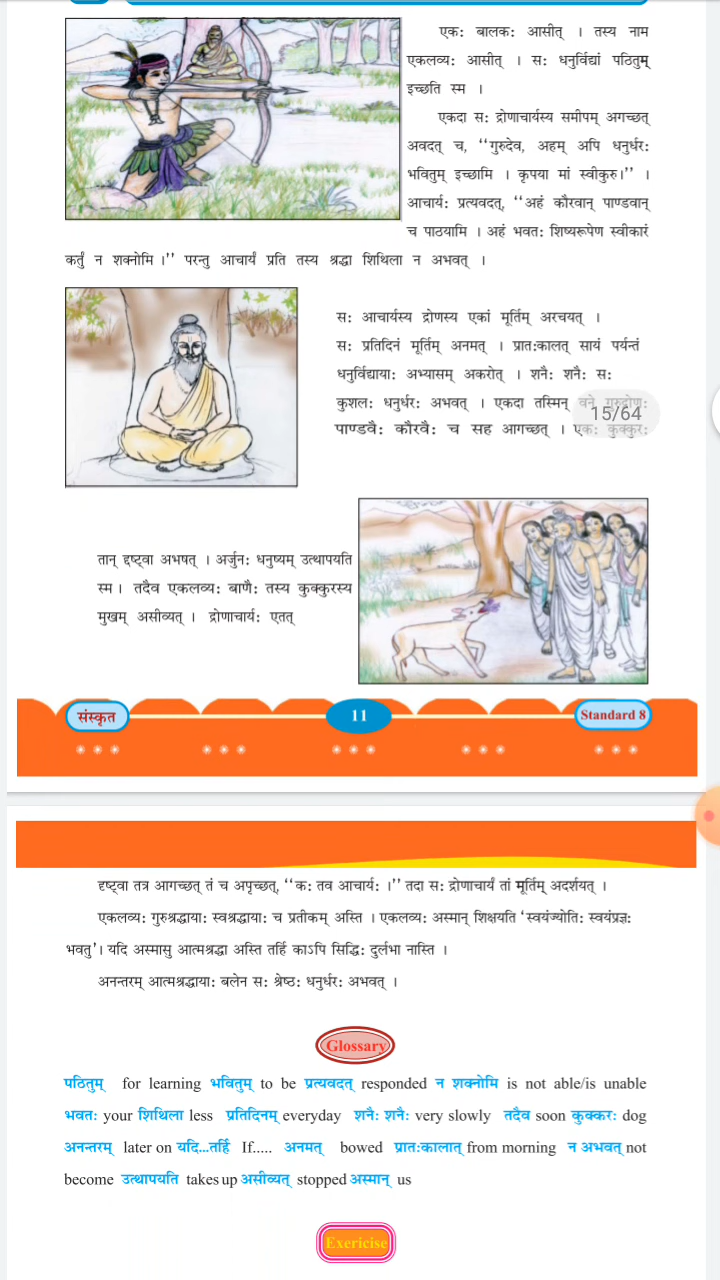 एकः बालकः आसीत् । तस्य नाम
एकलव्यः आसीत् । सः धनुर्विद्यां पठितुम्
इच्छति स्म ।
एकदा सः द्रोणाचार्यस्य समीपम् अगच्छत्
अवदत् च, ‘‘गुरुदेव, अहम् अपि धनुर्धरः
भवितुम् इच्छामि । कृपया मां स्वीकुरु।’’ ।
आचार्यः प्रत्यवदत्, ‘‘अहं कौरवान् पाण्डवान्
च पाठयामि । अहं भवतः शिष्यरूपेण स्वीकारं
कर्तुं न शक्नोमि ।’’ परन्तु आचार्यं प्रति तस्य श्रद्धा शिथिला न अभवत् ।
सः आचार्यस्य द्रोणस्य एकां मूर्तिम् अरचयत् ।
सः प्रतिदिनं मूर्तिम् अनमत् । प्रातःकालत् सायं पर्यन्तं
धनुर्विद्यायाः अभ्यासम् अकरोत् । शनैः शनैः सः
कुशलः धनुर्धरः अभवत् । एकदा तस्मिन् वने गुरुद्रोणः
15/64
पाण्डवैः कौरवैः च सह आगच्छत् । एकः कुक्कुरः
तान् दृष्ट्वा अभषत् । अर्जुनः धनुष्यम् उत्थापयति
स्म । तदैव एकलव्यः बाणैः तस्य कुक्कुरस्य
मुखम् असीव्यत् । द्रोणाचार्यः एतत्
संस्कृत 11 Standard 8
दृष्ट्वा तत्र आगच्छत् तं च अपृच्छत्, ‘‘कः तव आचार्यः ।’’ तदा सः द्रोणाचार्यं तां मूर्तिम् अदर्शयत् ।
एकलव्यः गुरुश्रद्धायाः स्वश्रद्धायाः च प्रतीकम् अस्ति । एकलव्यः अस्मान् शिक्षयति ‘स्वयंज्योतिः स्वयंप्रज्ञः
भवतु’। यदि अस्मासु आत्मश्रद्धा अस्ति तर्हि काऽपि सिद्धिः दुर्लभा नास्ति ।
अनन्तरम् आत्मश्रद्धायाः बलेन सः श्रेष्ठः धनुर्धरः अभवत् ।
Glossary
पठितुम् for learning भवितुम् to be प्रत्यवदत् responded न शक्नोमि is not able/is unable
भवतः your शिथिला less प्रतिदिनम् everyday शनैः शनैः very slowly तदैव soon कुक्करः dog
अनन्तरम् later on यदि...तर्हि If..... अनमत् bowed प्रातःकालात् from morning न अभवत् not
become उत्थापयति takes up असीव्यत् stopped अस्मान् us
Exericise